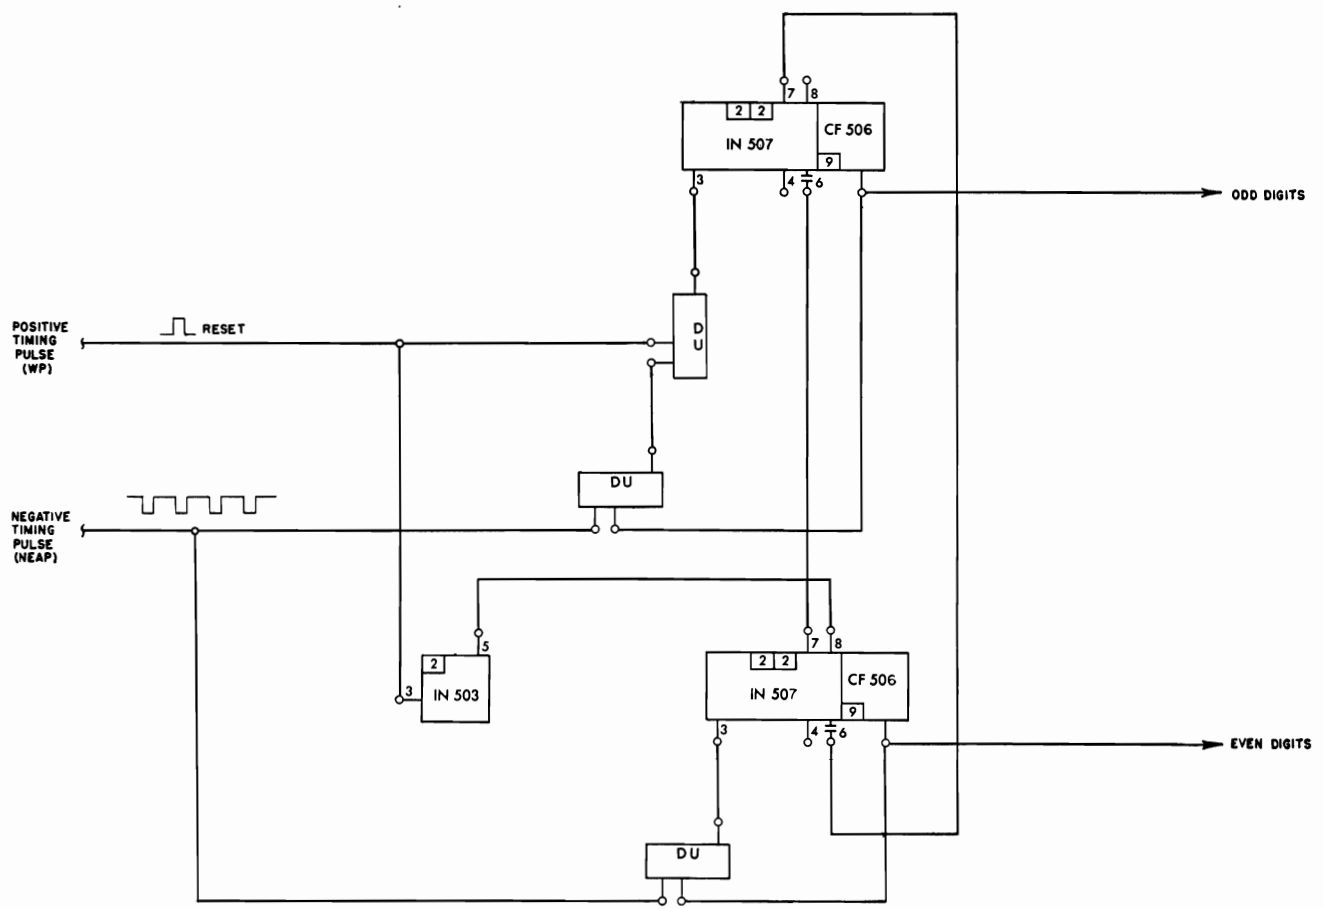 7 8
2 2
CF 506
IN 507
9
3 4 6
ODD DIGITS
POSITIVE
TIMING
PULSE
(WP)
RESET
D
U
DU
NEGATIVE
TIMING
PULSE
(NEAP)
5
7 8
2
2 2
CF 506
3
IN 503
IN 507
9
3 4 6
EVEN DIGITS
DU